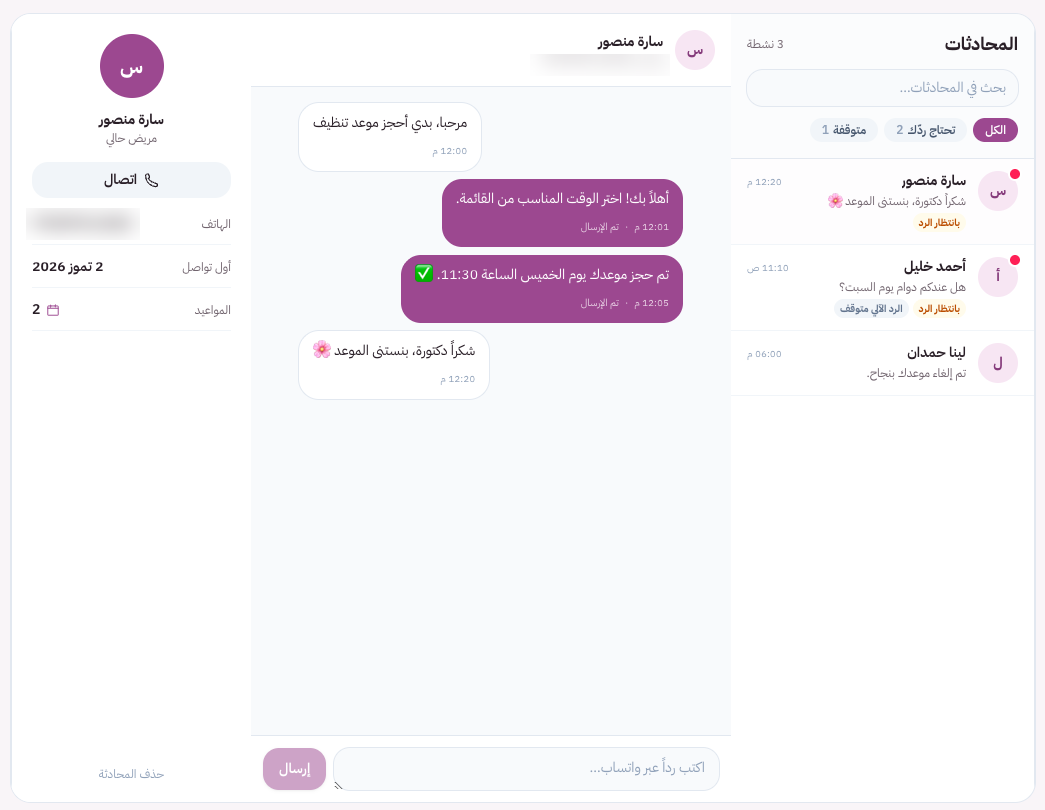 المحادثات
3 نشطة
بحث في المحادثات...
الكل
تحتاج ردّك 2
متوقفة 1
س
سارة منصور
12:20 م
شكراً دكتورة، بنستنى الموعد 🌸
بانتظار الرد
أ
أحمد خليل
11:10 ص
هل عندكم دوام يوم السبت؟
بانتظار الرد
الرد الآلي متوقف
ل
لينا حمدان
06:00 م
تم إلغاء موعدك بنجاح.
س
سارة منصور
مرحبا، بدي أحجز موعد تنظيف
12:00 م
أهلاً بك! اختر الوقت المناسب من القائمة.
12:01 م · تم الإرسال
تم حجز موعدك يوم الخميس الساعة 11:30. ✅
12:05 م · تم الإرسال
شكراً دكتورة، بنستنى الموعد 🌸
12:20 م
اكتب رداً عبر واتساب...
إرسال
س
سارة منصور
مريض حالي
اتصال
الهاتف
أول تواصل
2 تموز 2026
المواعيد
2
حذف المحادثة